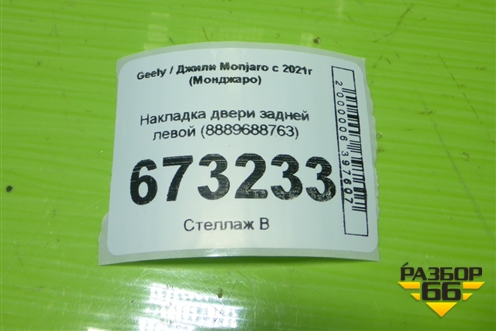 Geely / Джили Monjaro с 2021г
(Монджаро)
Накладка двери задней
левой (8889688763)
673233
Стеллаж В
2000006397607
РАЗБОР
66